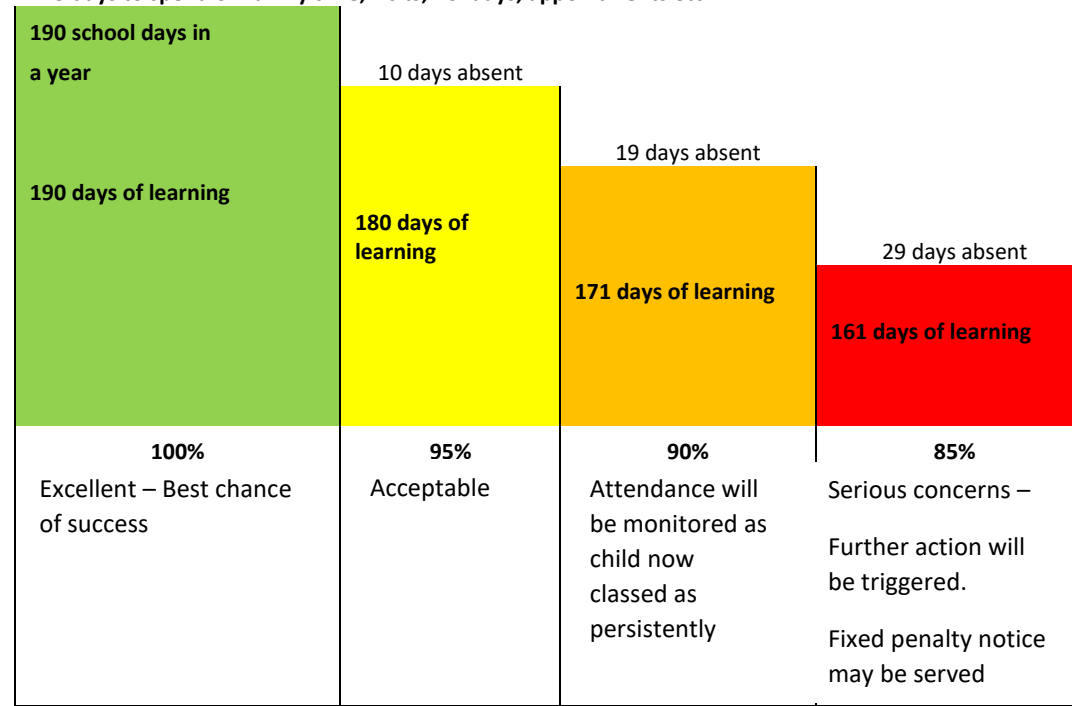 190 school days in
a year
10 days absent
19 days absent
190 days of learning
180 days of
learning
29 days absent
171 days of learning
161 days of learning
100%
95%
90%
85%
Excellent – Best chance
of success
Acceptable
Attendance will
be monitored as
child now
classed as
persistently
Serious concerns –
Further action will
be triggered.
Fixed penalty notice
may be served